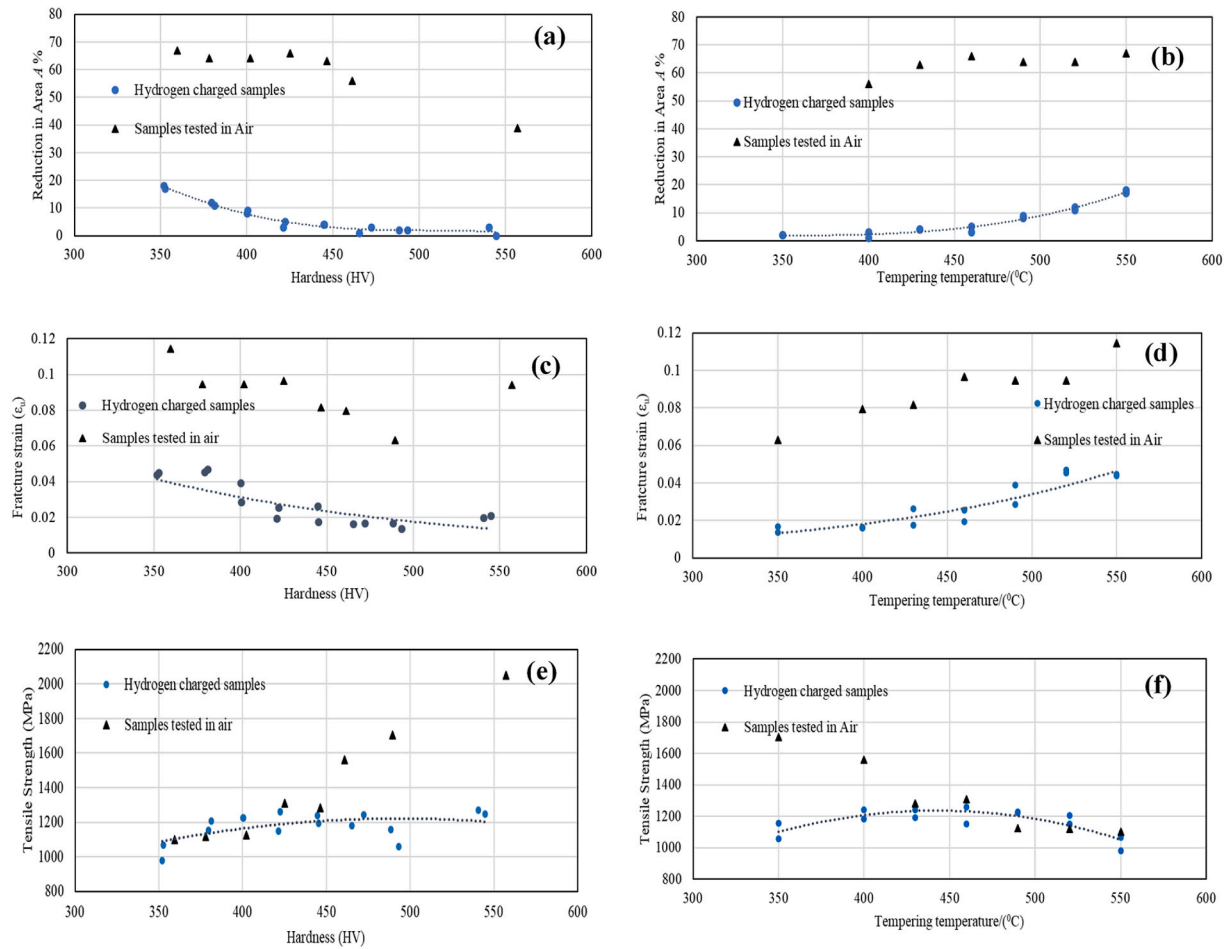 (a)
80
70
60
50
40
30
20
10
0
Reduction in Area A %
Hydrogen charged samples
Samples tested in Air
300 350 400 450 500 550 600
Hardness (HV)
(b)
80
70
60
50
40
30
20
10
0
Reduction in Area A %
Hydrogen charged samples
Samples tested in Air
300 350 400 450 500 550 600
Tempering temperature/(⁰C)
(c)
0.12
0.1
0.08
0.06
0.04
0.02
0
Fratcture strain (εu)
Hydrogen charged samples
Samples tested in air
300 350 400 450 500 550 600
Hardness (HV)
(d)
0.12
0.1
0.08
0.06
0.04
0.02
0
Fracture strain (εu)
Hydrogen charged samples
Samples tested in Air
300 350 400 450 500 550 600
Tempering temperature/(⁰C)
(e)
2200
2000
1800
1600
1400
1200
1000
800
Tensile Strength (MPa)
Hydrogen charged samples
Samples tested in air
300 350 400 450 500 550 600
Hardness (HV)
(f)
2200
2000
1800
1600
1400
1200
1000
800
Tensile Strength (MPa)
Hydrogen charged samples
Samples tested in Air
300 350 400 450 500 550 600
Tempering temperature/(⁰C)